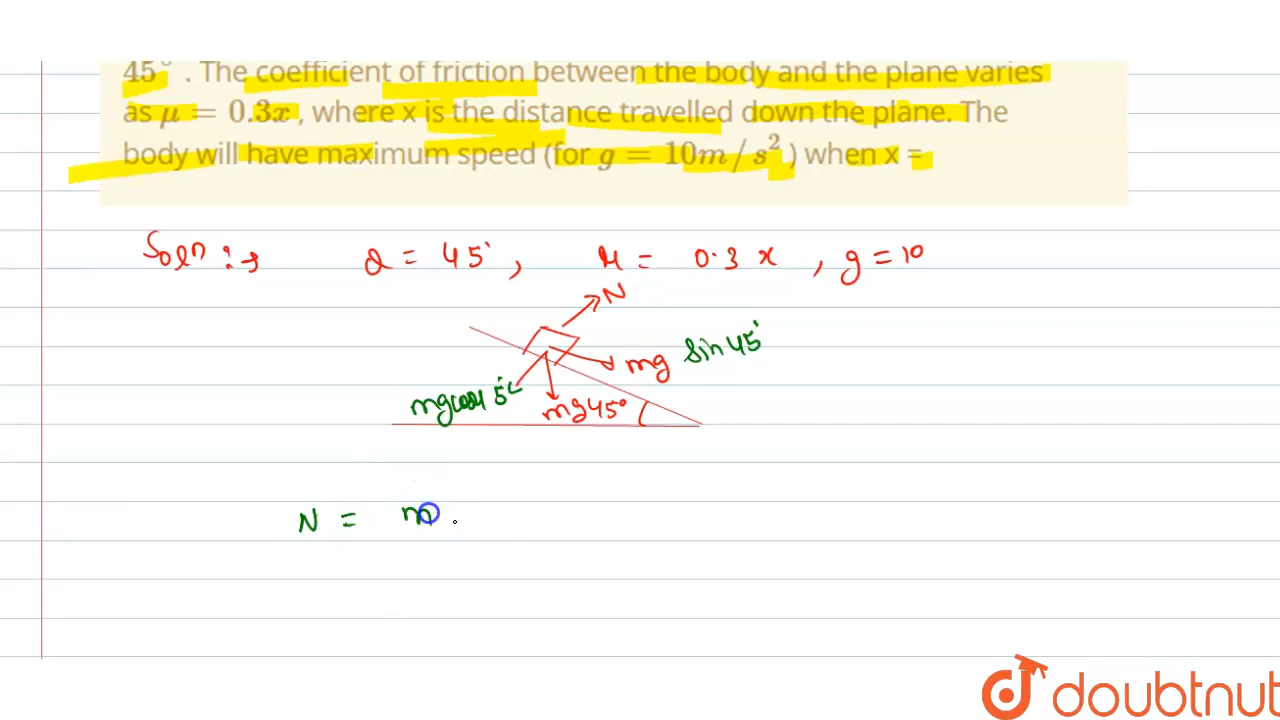 45° . The coefficient of friction between the body and the plane varies
as μ = 0.3x , where x is the distance travelled down the plane. The
body will have maximum speed (for g = 10m/s² ) when x =
Soln :→ Q = 45°, μ = 0.3 x , g = 10
N
mg sin 45°
mg cos 45°
mg 45°
N = m
doubtnut